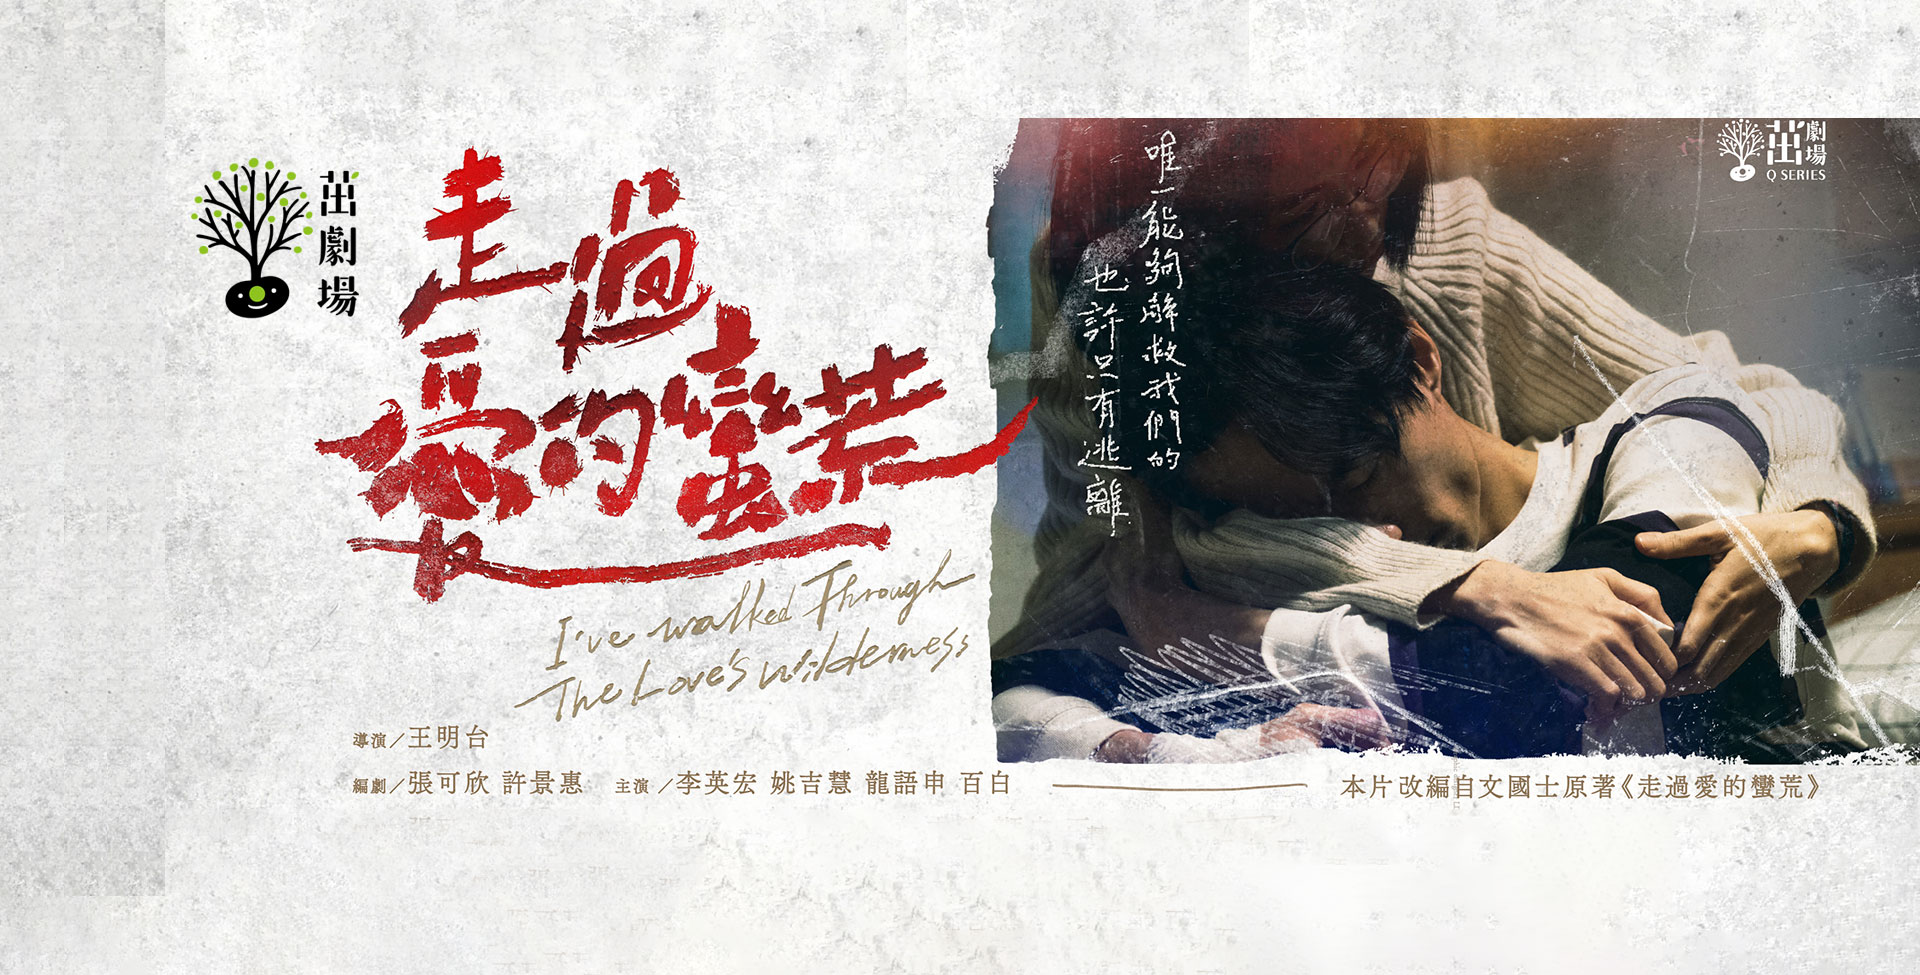 茁劇場
走過
愛的蠻荒
I've walked Through
The Love's wilderness
導演／王明台
編劇／張可欣 許景惠 主演／李英宏 姚吉慧 龍語申 百白
唯一能夠解救我們的
也許只有逃離
茁劇場
Q SERIES
本片改編自文國士原著《走過愛的蠻荒》